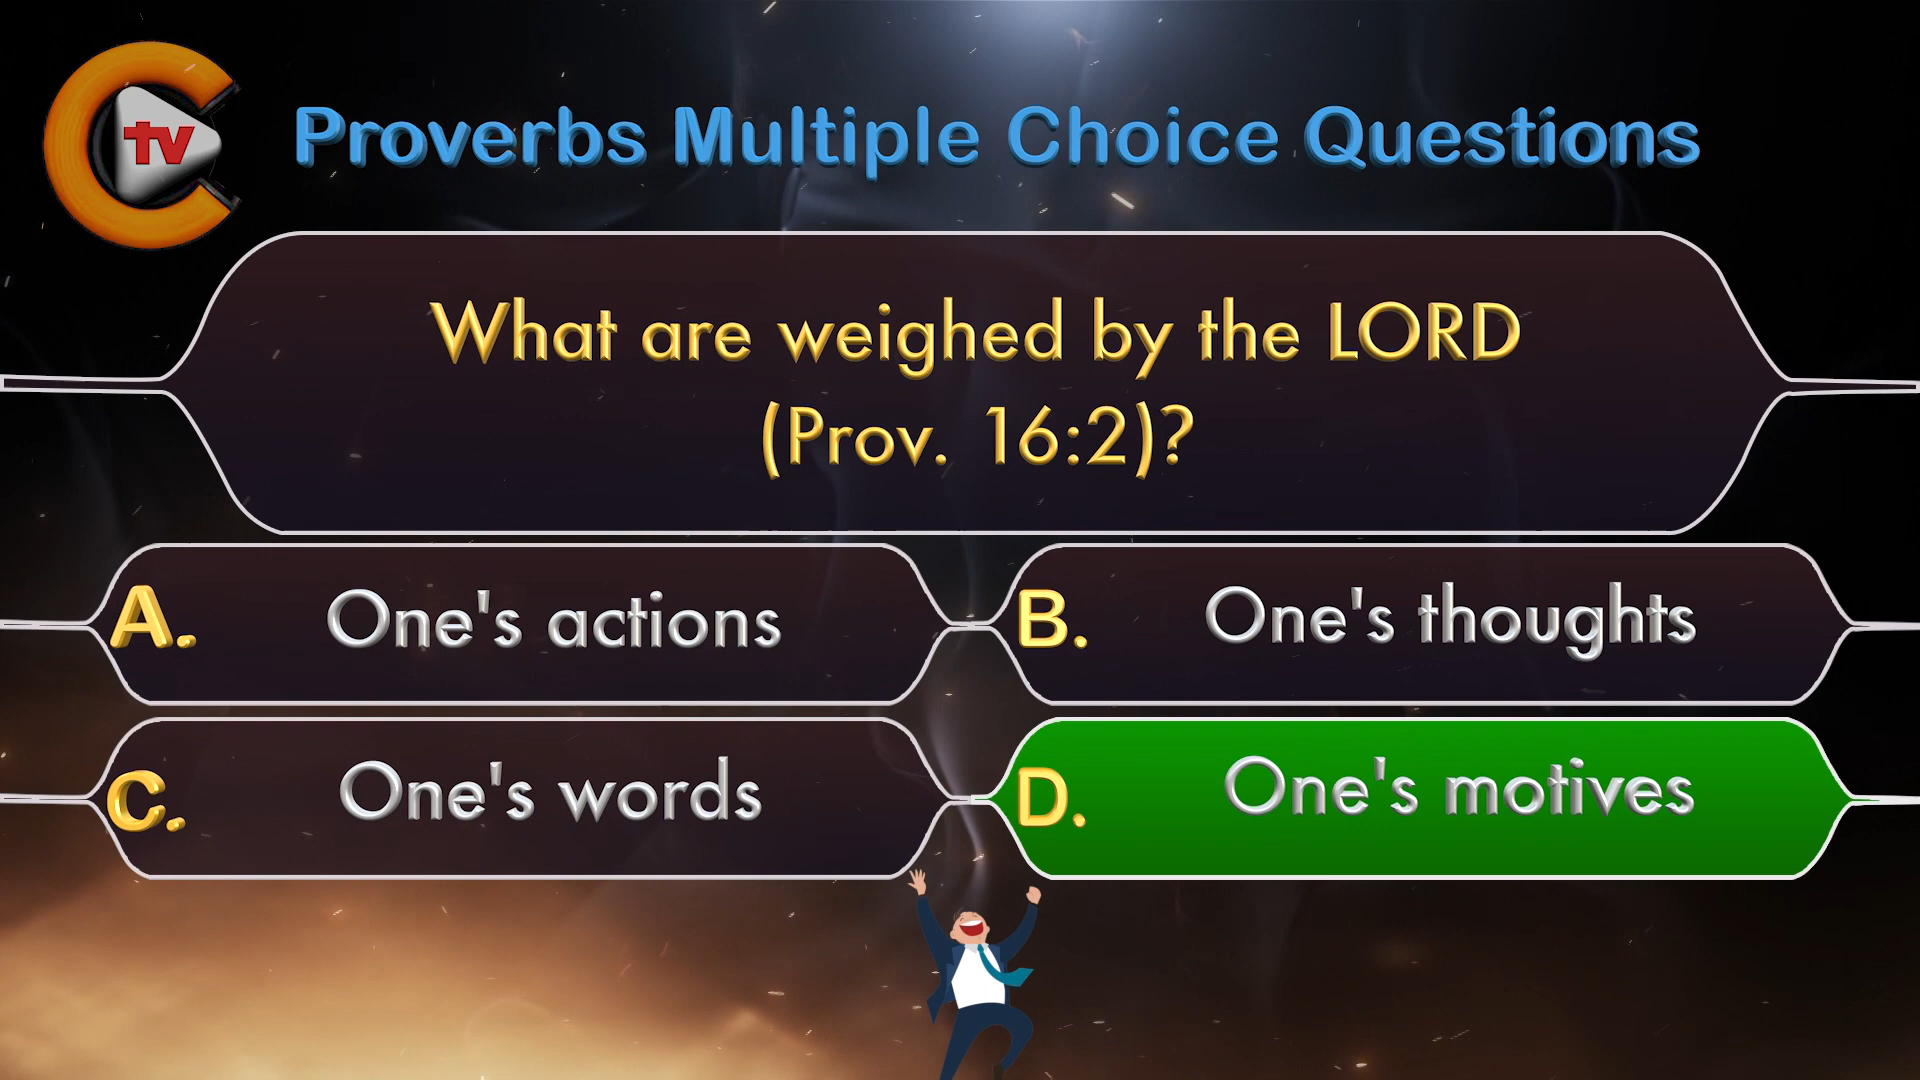 tv
Proverbs Multiple Choice Questions
What are weighed by the LORD
(Prov. 16:2)?
A. One's actions
B. One's thoughts
C. One's words
D. One's motives